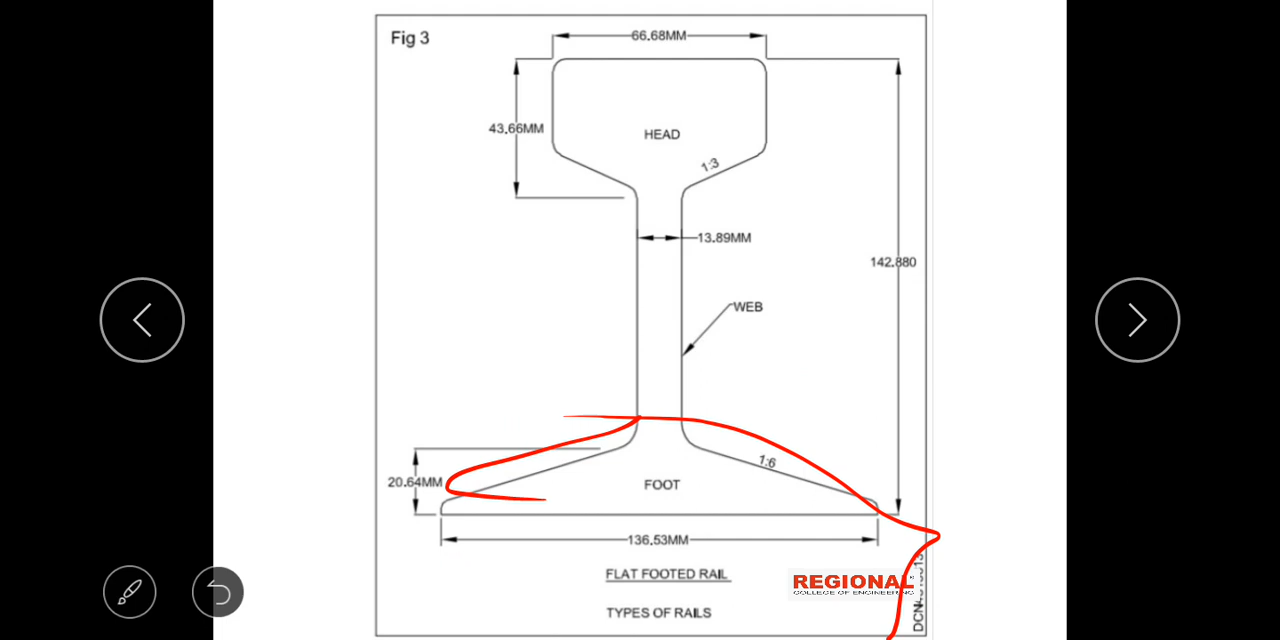 Fig 3
66.68MM
43.66MM
HEAD
1:3
13.89MM
142.880
WEB
1:6
20.64MM
FOOT
136.53MM
FLAT FOOTED RAIL
REGIONAL
COLLEGE OF ENGINEERING
TYPES OF RAILS